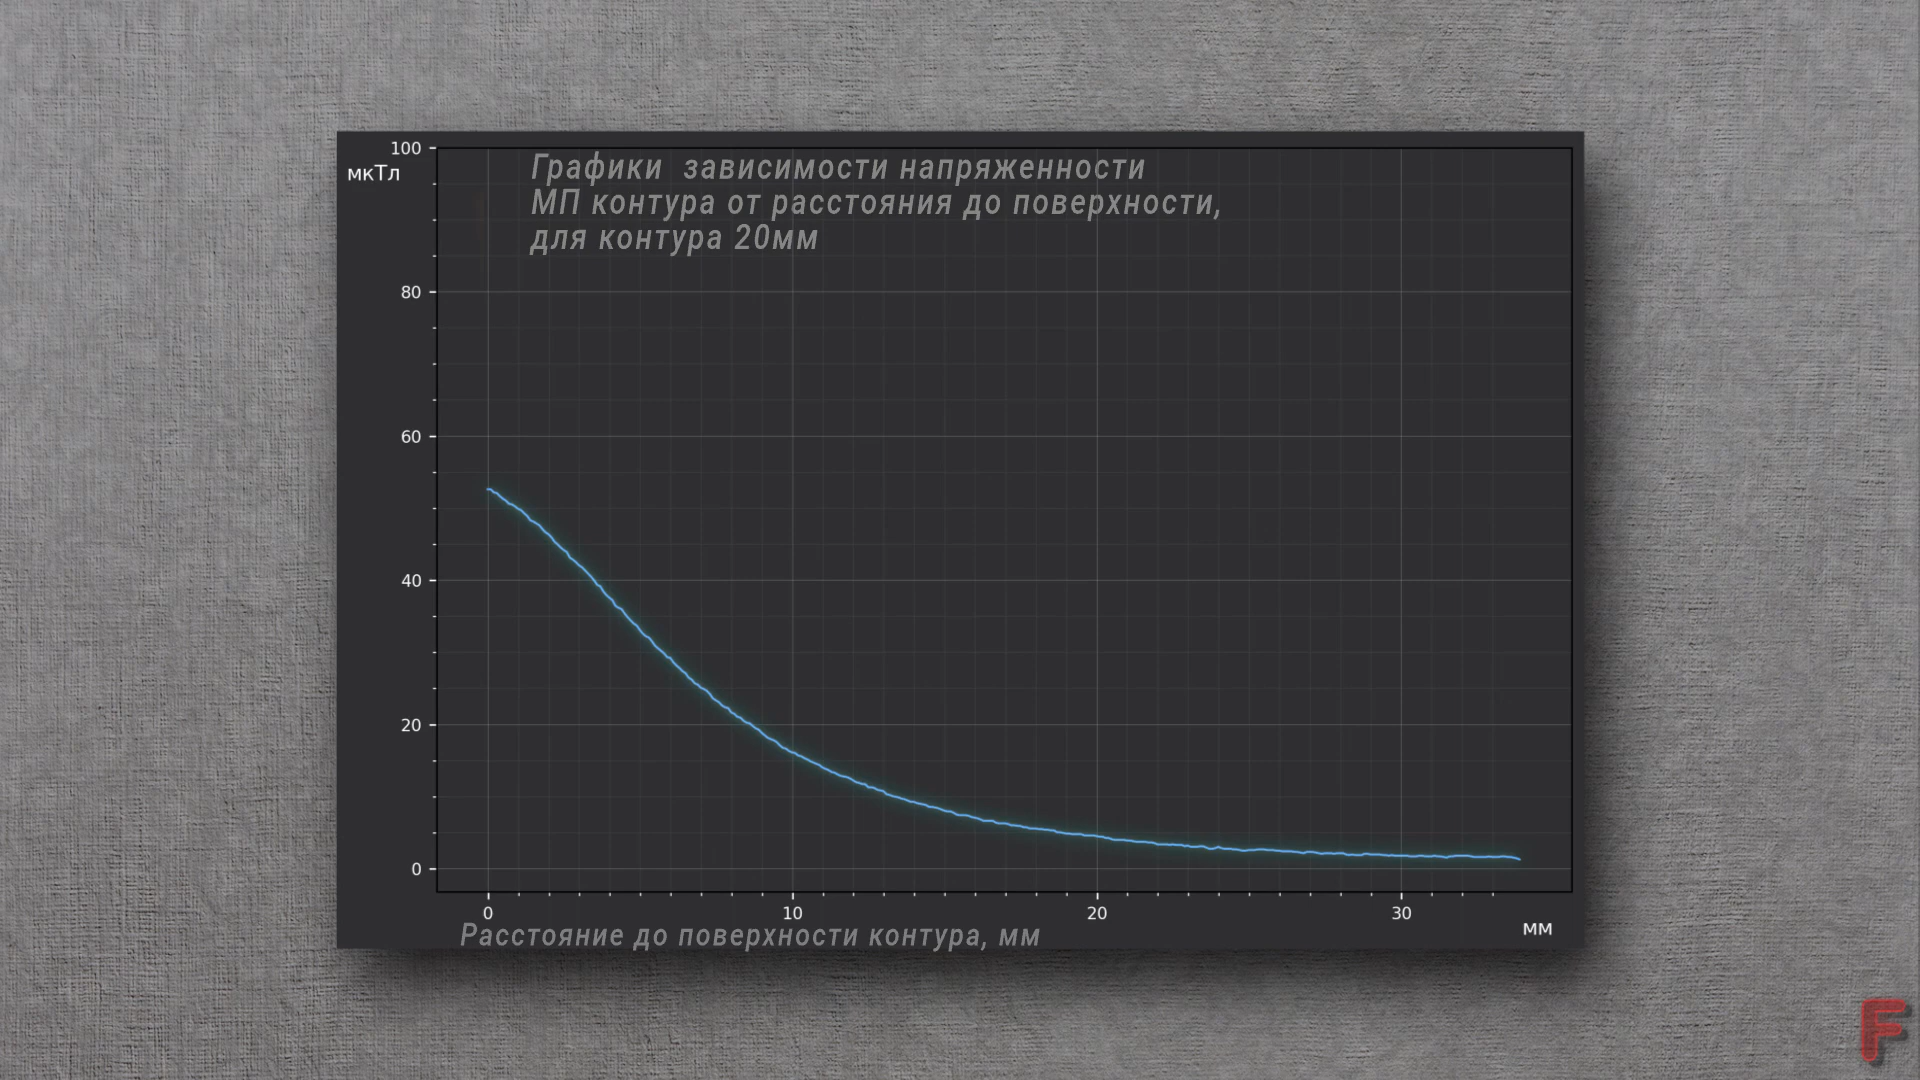 100
мкТл
Графики зависимости напряженности
МП контура от расстояния до поверхности,
для контура 20мм
80
60
40
20
0
0 10 20 30
Расстояние до поверхности контура, мм
мм
F